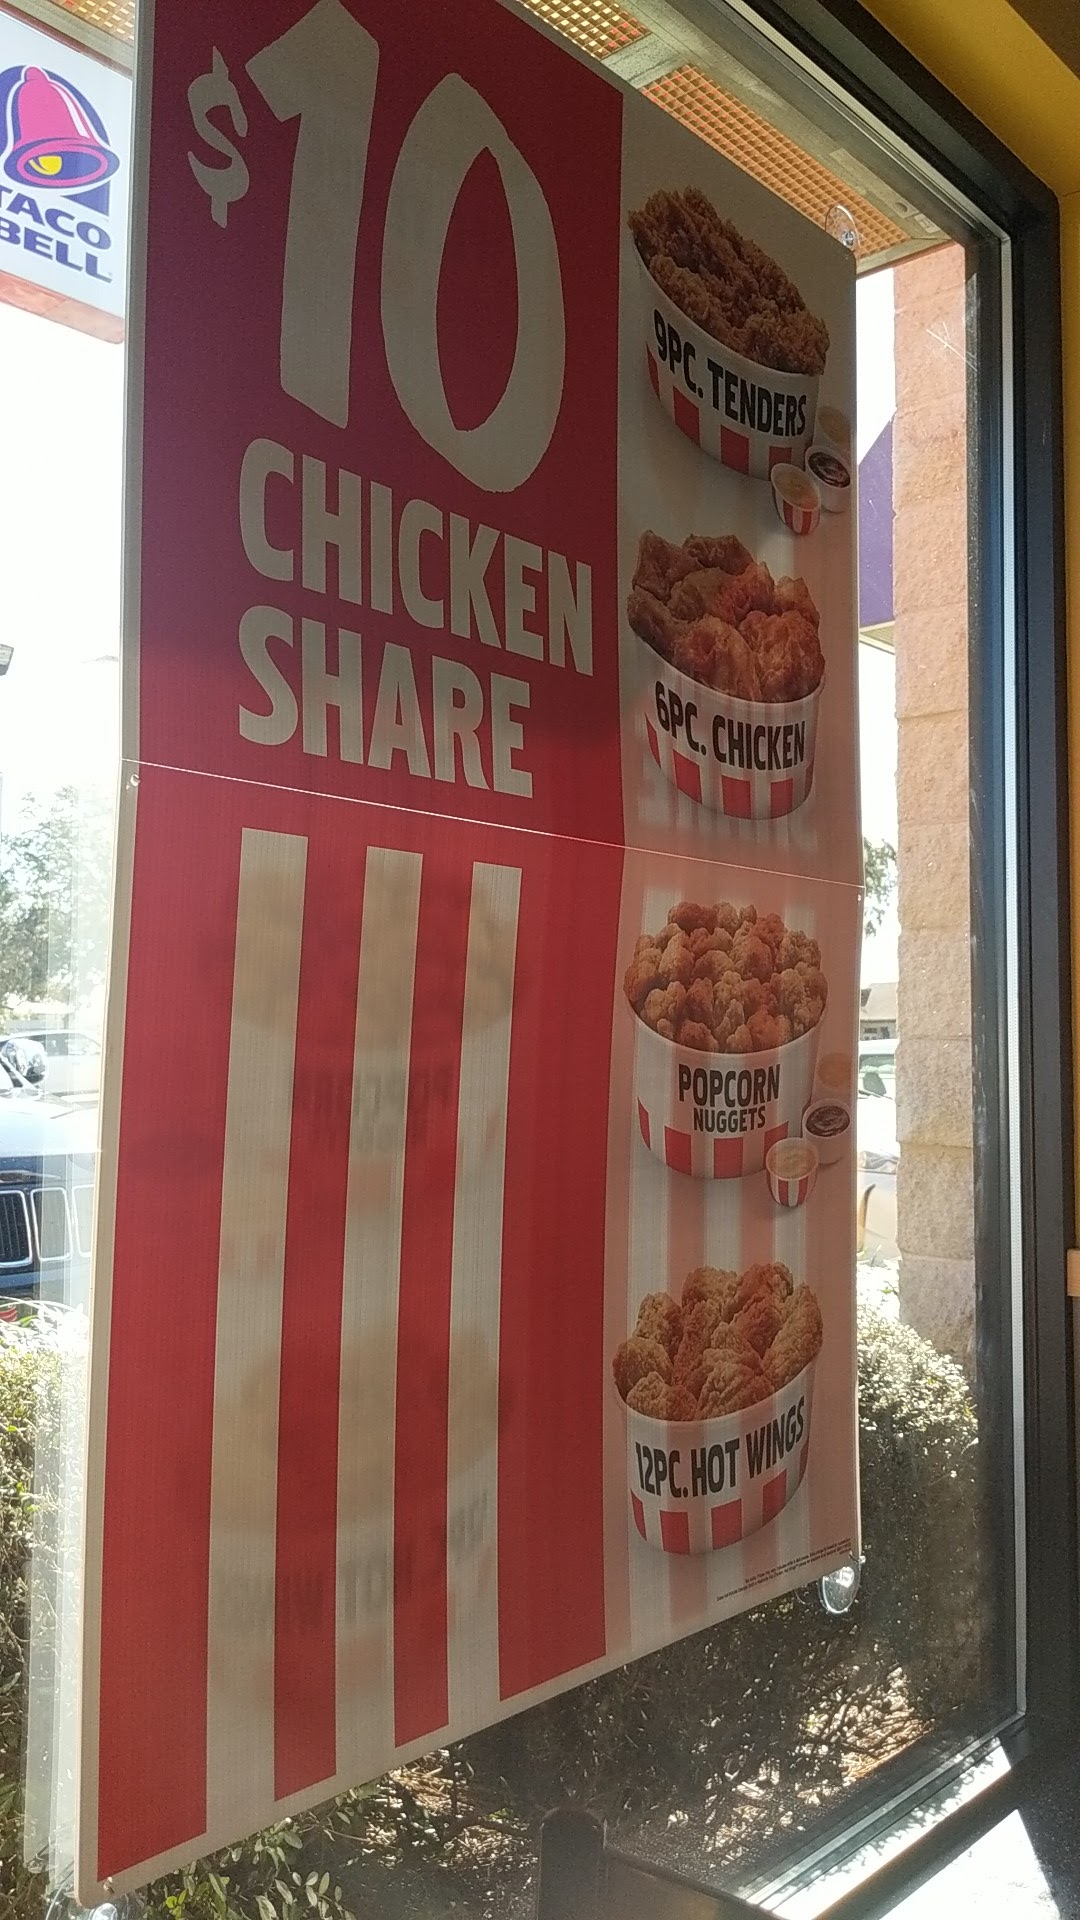 TACO
BELL
$10
CHICKEN
SHARE
9PC. TENDERS
6PC. CHICKEN
POPCORN
NUGGETS
12PC. HOT WINGS